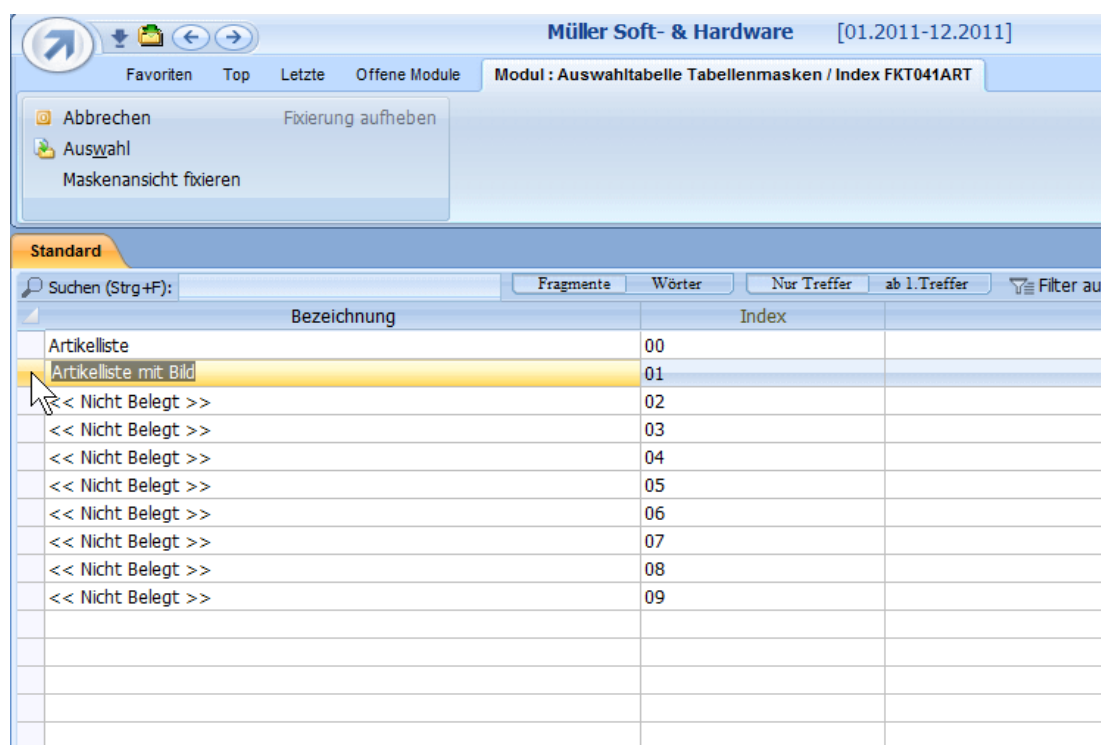 Müller Soft- & Hardware [01.2011-12.2011]
Favoriten Top Letzte Offene Module Modul : Auswahltabelle Tabellenmasken / Index FKT041ART
Abbrechen Fixierung aufheben
Auswahl
Maskenansicht fixieren
Standard
Suchen (Strg+F): Fragmente Wörter Nur Treffer ab 1.Treffer Filter au
Bezeichnung Index
Artikelliste 00
Artikelliste mit Bild 01
<< Nicht Belegt >> 02
<< Nicht Belegt >> 03
<< Nicht Belegt >> 04
<< Nicht Belegt >> 05
<< Nicht Belegt >> 06
<< Nicht Belegt >> 07
<< Nicht Belegt >> 08
<< Nicht Belegt >> 09